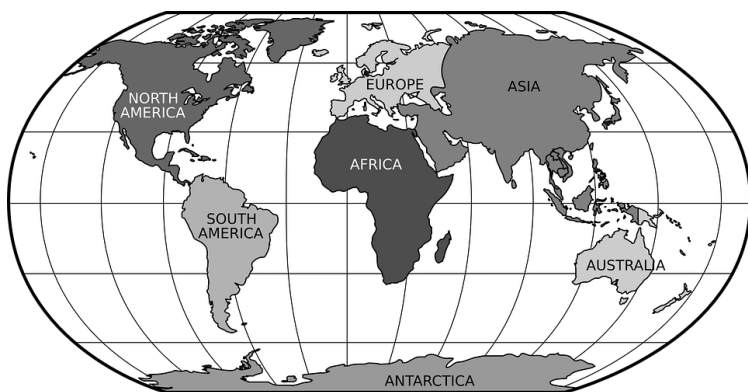 NORTH
AMERICA
EUROPE
ASIA
AFRICA
SOUTH
AMERICA
AUSTRALIA
ANTARCTICA